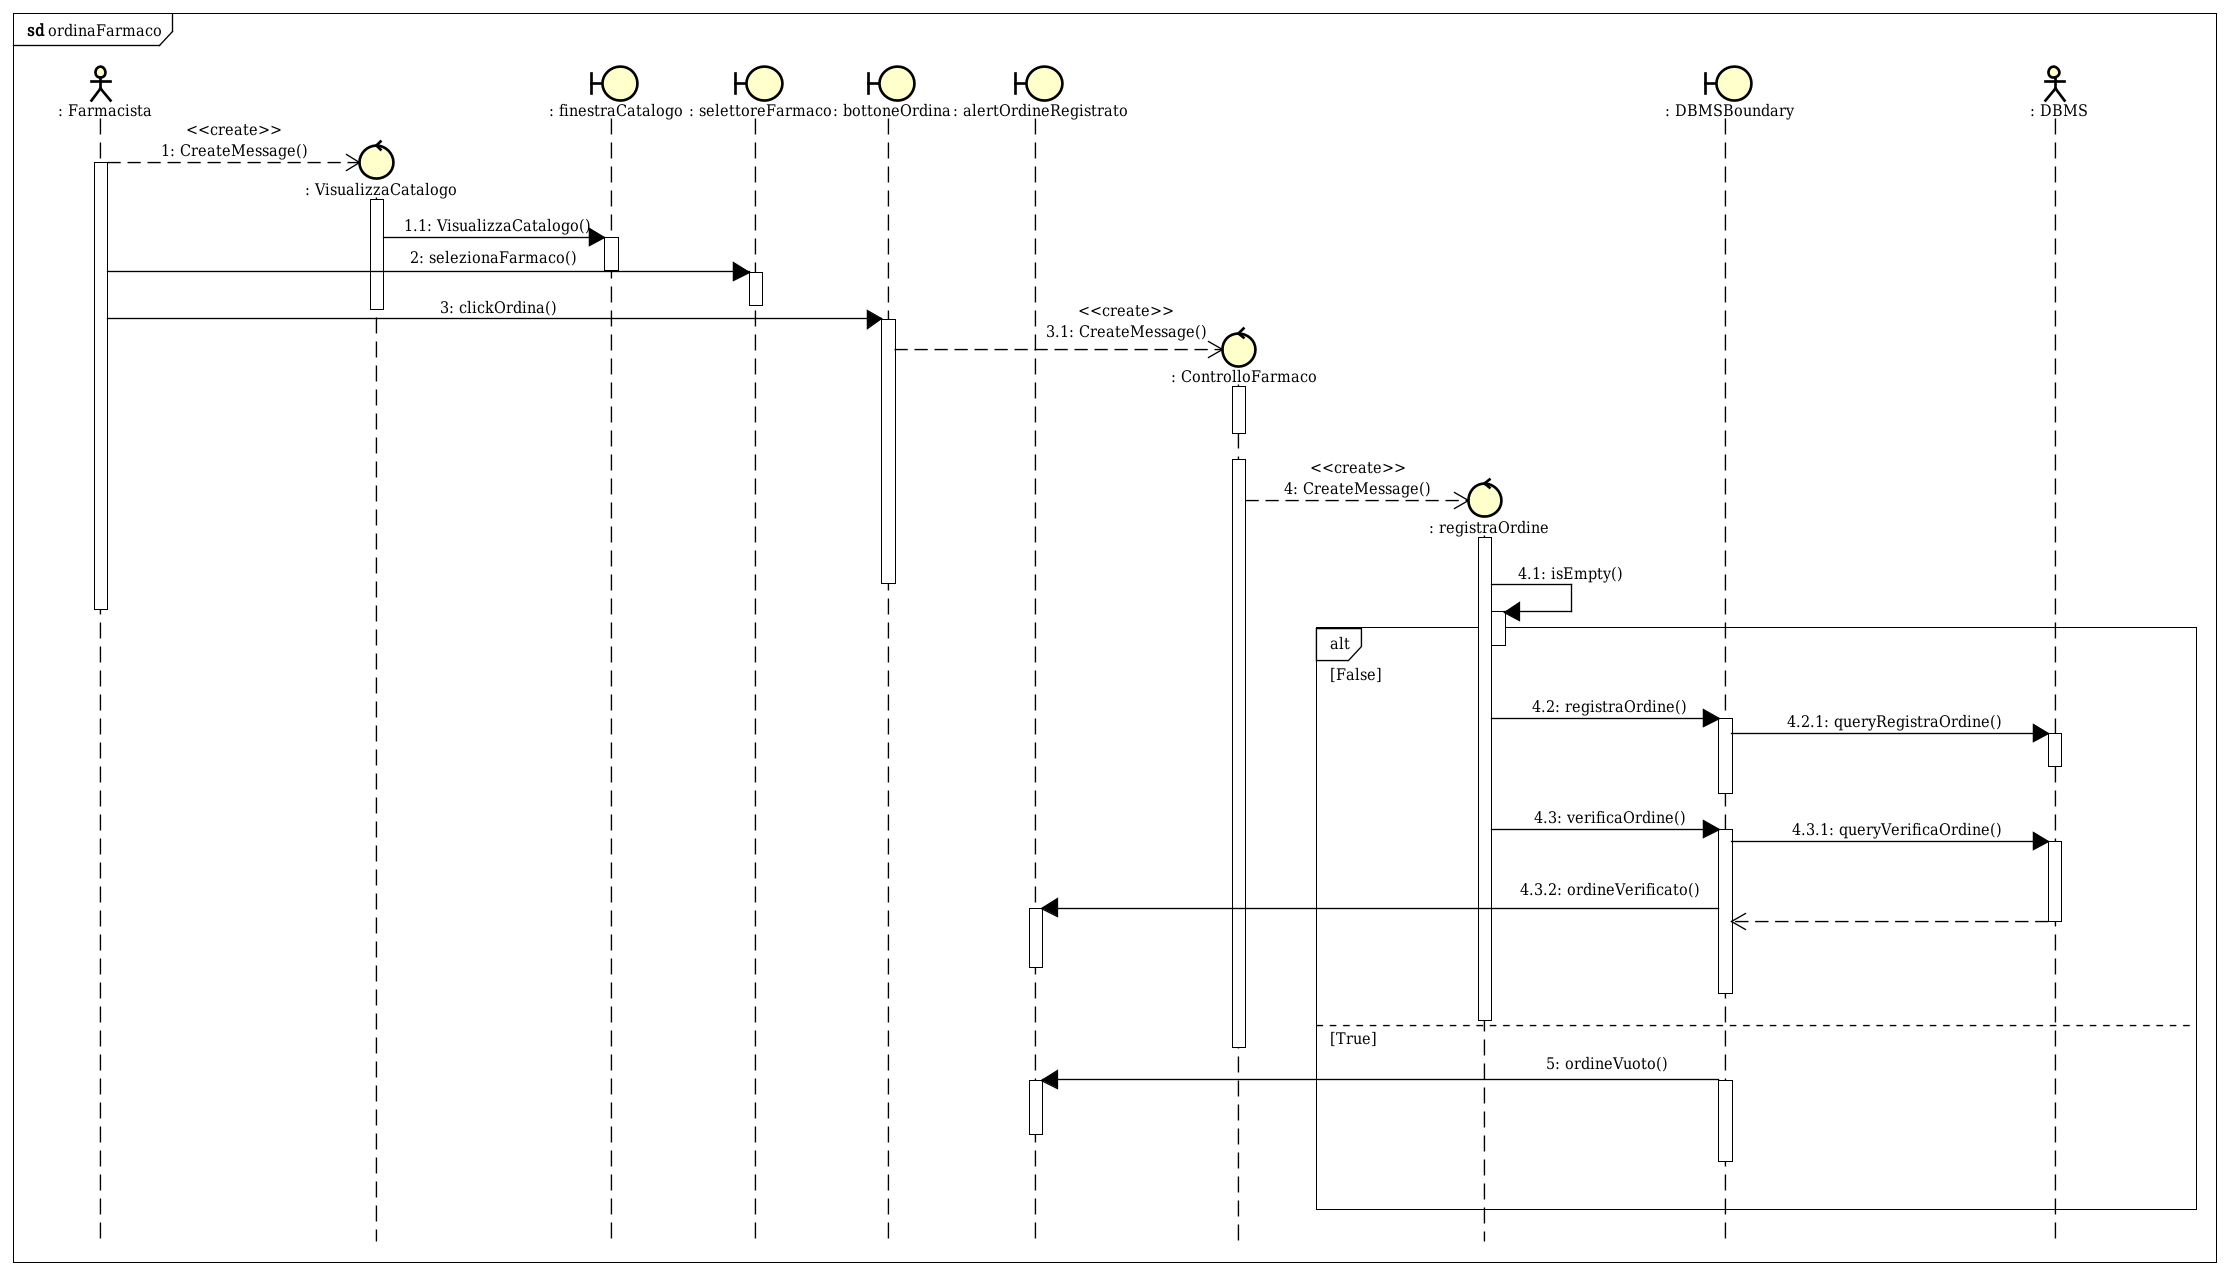 sd ordinaFarmaco
: Farmacista
: finestraCatalogo
: selettoreFarmaco
: bottoneOrdina
: alertOrdineRegistrato
: DBMSBoundary
: DBMS
<<create>>
1: CreateMessage()
: VisualizzaCatalogo
1.1: VisualizzaCatalogo()
2: selezionaFarmaco()
3: clickOrdina()
<<create>>
3.1: CreateMessage()
: ControlloFarmaco
<<create>>
4: CreateMessage()
: registraOrdine
4.1: isEmpty()
alt
[False]
4.2: registraOrdine()
4.2.1: queryRegistraOrdine()
4.3: verificaOrdine()
4.3.1: queryVerificaOrdine()
4.3.2: ordineVerificato()
[True]
5: ordineVuoto()